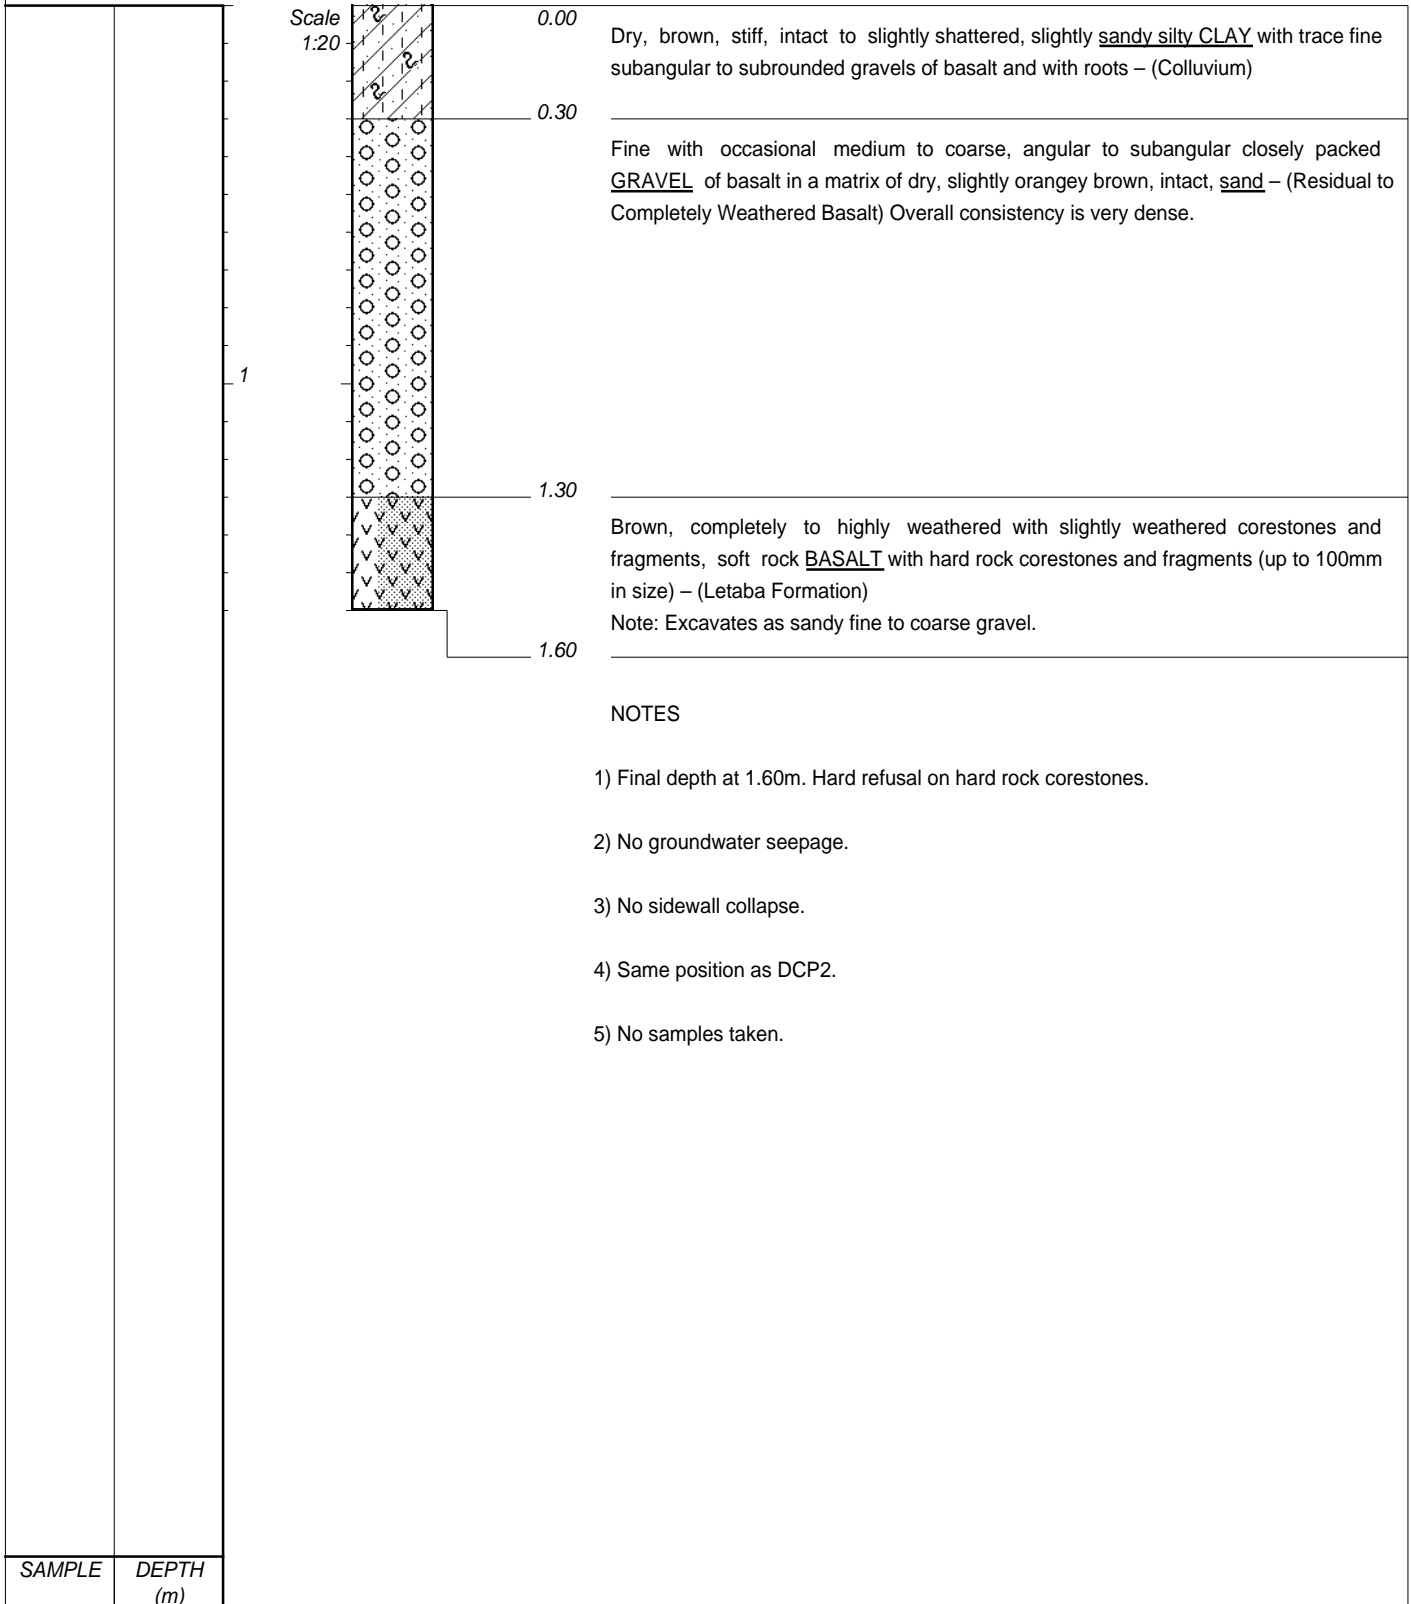 Scale
1:20
0.00
Dry, brown, stiff, intact to slightly shattered, slightly sandy silty CLAY with trace fine
subangular to subrounded gravels of basalt and with roots – (Colluvium)
0.30
Fine with occasional medium to coarse, angular to subangular closely packed
GRAVEL of basalt in a matrix of dry, slightly orangey brown, intact, sand – (Residual to
Completely Weathered Basalt) Overall consistency is very dense.
1
1.30
Brown, completely to highly weathered with slightly weathered corestones and
fragments, soft rock BASALT with hard rock corestones and fragments (up to 100mm
in size) – (Letaba Formation)
Note: Excavates as sandy fine to coarse gravel.
1.60
NOTES
1) Final depth at 1.60m. Hard refusal on hard rock corestones.
2) No groundwater seepage.
3) No sidewall collapse.
4) Same position as DCP2.
5) No samples taken.
SAMPLE DEPTH
(m)